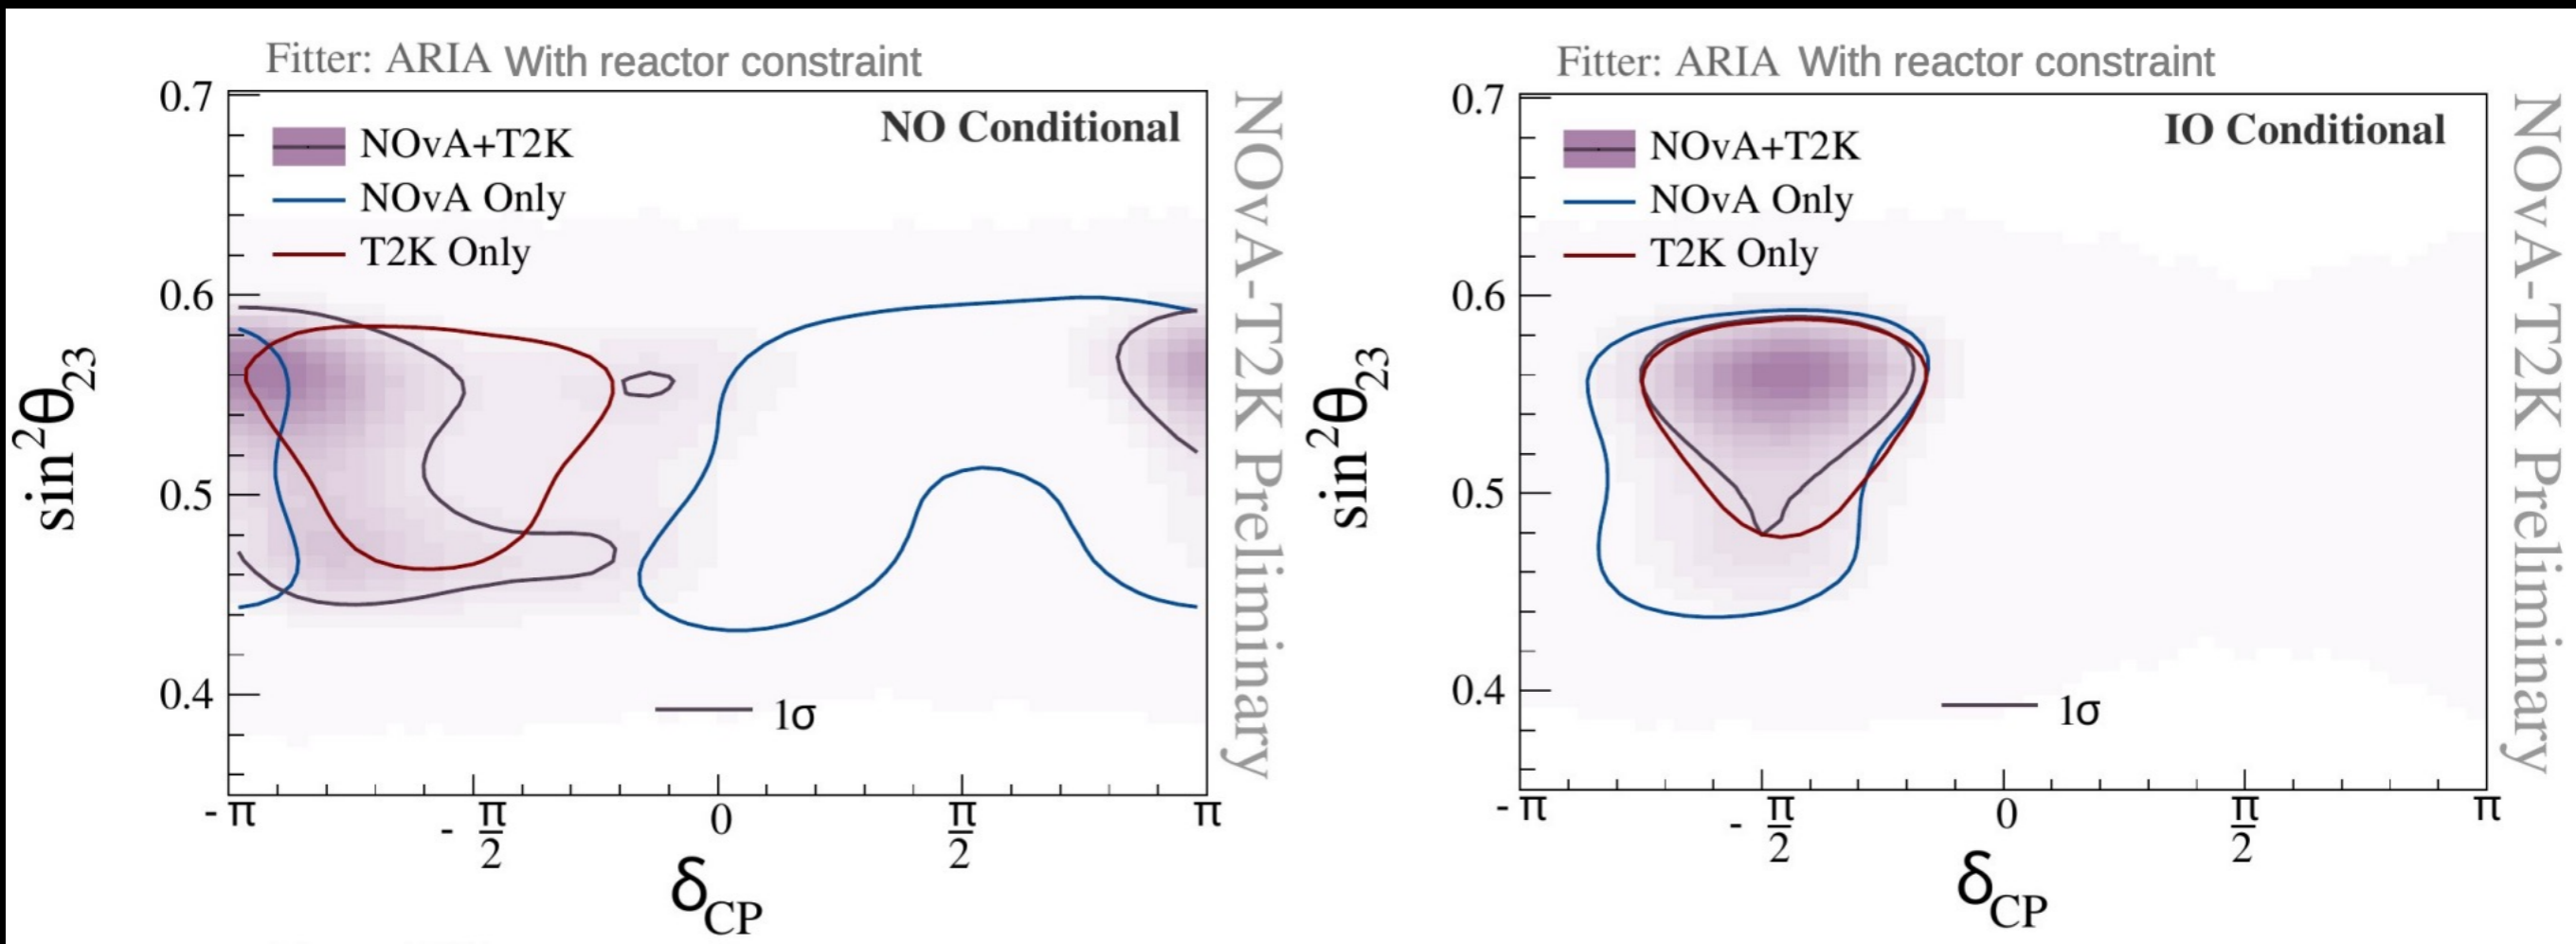 Fitter: ARIA With reactor constraint
NO Conditional
NOvA+T2K
NOvA Only
T2K Only
0.7
0.6
0.5
0.4
sin²θ₂₃
1σ
-π
-π/2
0
π/2
π
δCP
NOvA-T2K Preliminary
Fitter: ARIA With reactor constraint
IO Conditional
NOvA+T2K
NOvA Only
T2K Only
0.7
0.6
0.5
0.4
sin²θ₂₃
1σ
-π
-π/2
0
π/2
π
δCP
NOvA-T2K Preliminary